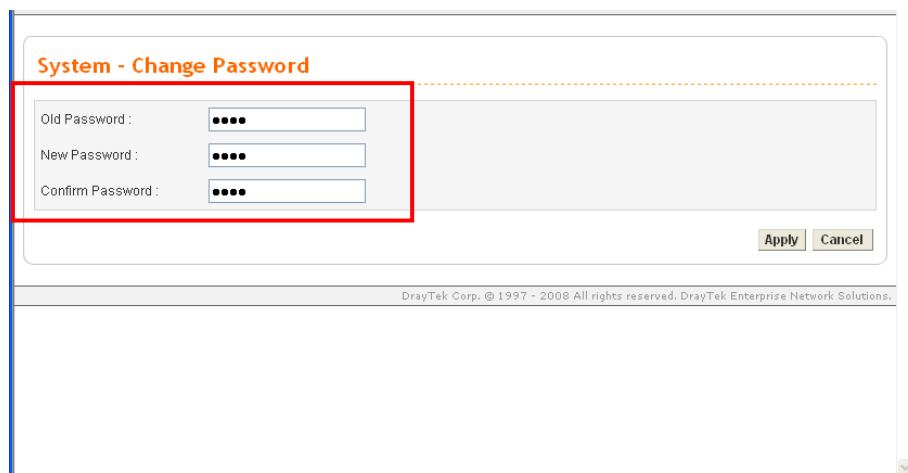 System - Change Password
Old Password : ●●●●
New Password : ●●●●
Confirm Password : ●●●●
Apply Cancel
DrayTek Corp. @ 1997 - 2008 All rights reserved. DrayTek Enterprise Network Solutions.